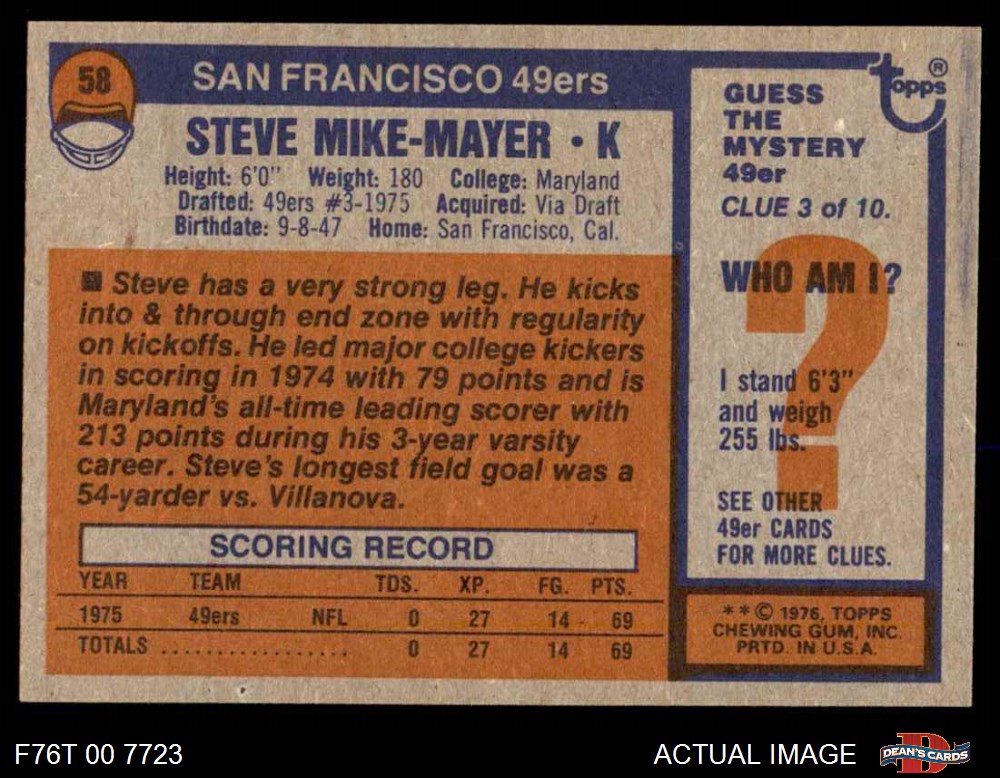 58
SAN FRANCISCO 49ers
STEVE MIKE-MAYER • K
Height: 6'0" Weight: 180 College: Maryland
Drafted: 49ers #3-1975 Acquired: Via Draft
Birthdate: 9-8-47 Home: San Francisco, Cal.
■ Steve has a very strong leg. He kicks
into & through end zone with regularity
on kickoffs. He led major college kickers
in scoring in 1974 with 79 points and is
Maryland's all-time leading scorer with
213 points during his 3-year varsity
career. Steve's longest field goal was a
54-yarder vs. Villanova.
SCORING RECORD
YEAR TEAM TDS. XP. FG. PTS.
1975 49ers NFL 0 27 14 69
TOTALS .................. 0 27 14 69
topps ®
GUESS
THE
MYSTERY
49er
CLUE 3 of 10.
WHO AM I?
?
I stand 6'3"
and weigh
255 lbs.
SEE OTHER
49er CARDS
FOR MORE CLUES.
**© 1976, TOPPS
CHEWING GUM, INC.
PRTD. IN U.S.A.
F76T 00 7723
ACTUAL IMAGE
D
DEAN'S CARDS